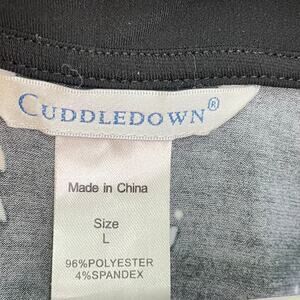 CUDDLEDOWN®
Made in China
Size
L
96%POLYESTER
4%SPANDEX